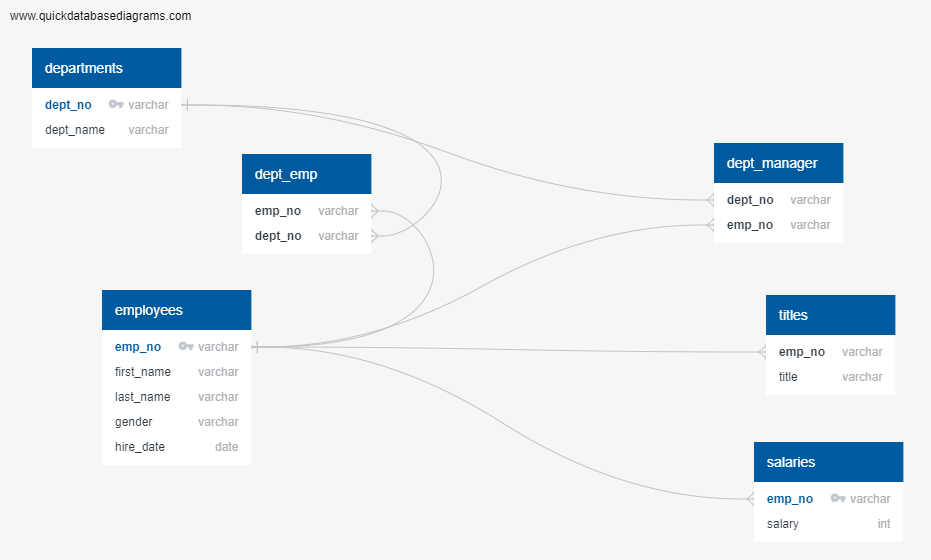 www.quickdatabasediagrams.com
departments
dept_no varchar
dept_name varchar
dept_emp
emp_no varchar
dept_no varchar
dept_manager
dept_no varchar
emp_no varchar
employees
emp_no varchar
first_name varchar
last_name varchar
gender varchar
hire_date date
titles
emp_no varchar
title varchar
salaries
emp_no varchar
salary int